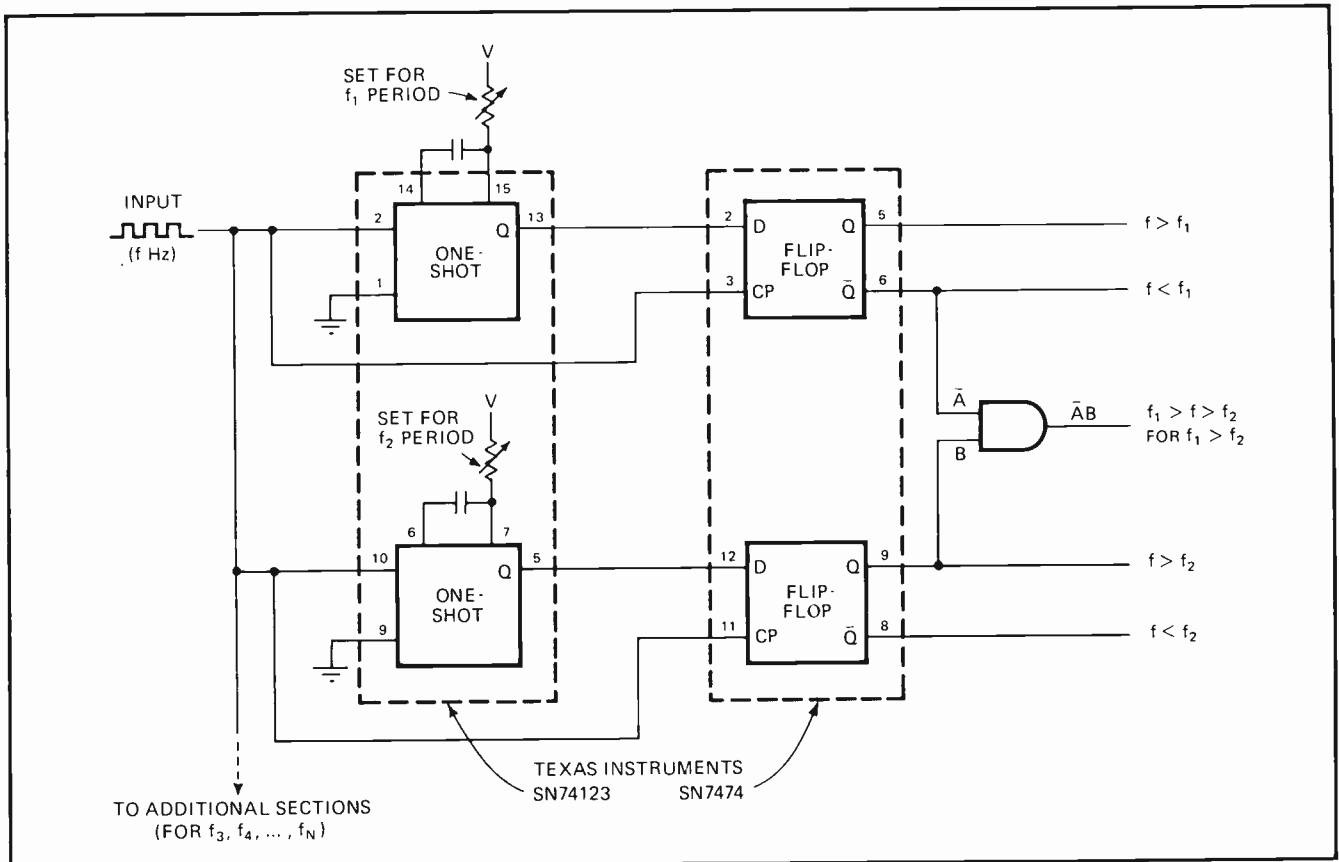 V
SET FOR
f₁ PERIOD
14
15
INPUT
(f Hz)
2
Q
13
ONE-
SHOT
1
2
D
Q
5
FLIP-
FLOP
3
CP
Q̄
6
f > f₁
f < f₁
V
SET FOR
f₂ PERIOD
6
7
Ā
B
ĀB
f₁ > f > f₂
FOR f₁ > f₂
10
Q
5
ONE-
SHOT
9
12
D
Q
9
FLIP-
FLOP
11
CP
Q̄
8
f > f₂
f < f₂
TEXAS INSTRUMENTS
SN74123
SN7474
TO ADDITIONAL SECTIONS
(FOR f₃, f₄, ... , f_N)